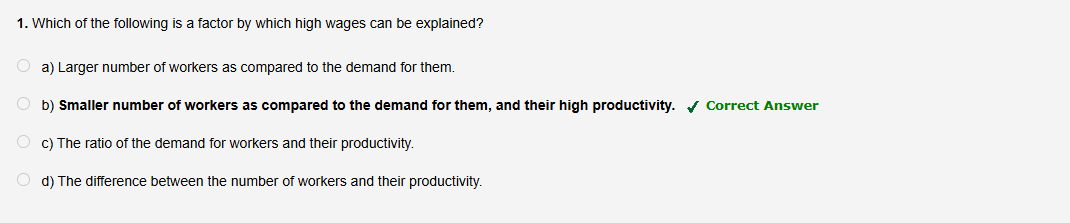 1. Which of the following is a factor by which high wages can be explained?
a) Larger number of workers as compared to the demand for them.
b) Smaller number of workers as compared to the demand for them, and their high productivity. ✓ Correct Answer
c) The ratio of the demand for workers and their productivity.
d) The difference between the number of workers and their productivity.